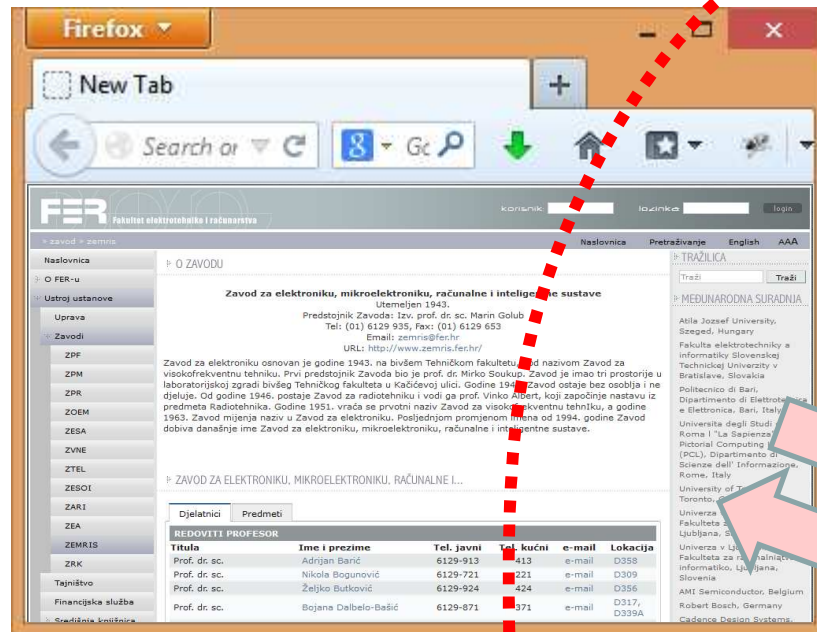 Firefox
New Tab
Search or
8
Gc
FER
Fakultet elektrotehnike i računarstva
korisnik
lozinka
login
» zavod » zemris
Naslovnica Pretraživanje English AAA
Naslovnica
O FER-u
Ustroj ustanove
Uprava
Zavodi
ZPF
ZPM
ZPR
ZOEM
ZESA
ZVNE
ZTEL
ZESOI
ZARI
ZEA
ZEMRIS
ZRK
Tajništvo
Financijska služba
Središnja knjižnica
O ZAVODU
Zavod za elektroniku, mikroelektroniku, računalne i inteligentne sustave
Utemeljen 1943.
Predstojnik Zavoda: Izv. prof. dr. sc. Marin Golub
Tel: (01) 6129 935, Fax: (01) 6129 653
Email: zemris@fer.hr
URL: http://www.zemris.fer.hr/
Zavod za elektroniku osnovan je godine 1943. na bivšem Tehničkom fakultetu, pod nazivom Zavod za
visokofrekventnu tehniku. Prvi predstojnik Zavoda bio je prof. dr. Mirko Soukup. Zavod je imao tri prostorije u
laboratorijskoj zgradi bivšeg Tehničkog fakulteta u Kačićevoj ulici. Godine Zavod ostaje bez osoblja i ne
djeluje. Od godine 1946. postaje Zavod za radiotehniku i vodi ga prof. Vinko Albert, koji započinje nastavu iz
predmeta Radiotehnika. Godine 1951. vraća se prvotni naziv Zavod za visokofrekventnu tehniku, a godine
1963. Zavod mijenja naziv u Zavod za elektroniku. Posljednjom promjenom imena od 1994. godine Zavod
dobiva današnje ime Zavod za elektroniku, mikroelektroniku, računalne i inteligentne sustave.
ZAVOD ZA ELEKTRONIKU, MIKROELEKTRONIKU, RAČUNALNE I...
Djelatnici Predmeti
REDOVITI PROFESOR
Titula Ime i prezime Tel. javni Tel. kućni e-mail Lokacija
Prof. dr. sc. Adrijan Barić 6129-913 413 e-mail D358
Prof. dr. sc. Nikola Bogunović 6129-721 221 e-mail D309
Prof. dr. sc. Željko Butković 6129-924 424 e-mail D356
Prof. dr. sc. Bojana Dalbelo-Bašić 6129-871 371 e-mail D317,
D339A
TRAŽILICA
Traži Traži
MEĐUNARODNA SURADNJA
Atila Jozsef University,
Szeged, Hungary
Fakulta elektrotechniky a
informatiky Slovenskej
Technickej Univerzity v
Bratislave, Slovakia
Politecnico di Bari,
Dipartimento di Elettrotecnica
e Elettronica, Bari, Italy
Universita degli Studi
Roma I "La Sapienza"
Pictorial Computing
(PCL), Dipartimento di
Scienze dell' Informazione,
Rome, Italy
University of
Toronto,
Univerza
Fakulteta
Ljubljana,
Univerza v
Fakulteta za
informatiko, Ljubljana,
Slovenia
AMI Semiconductor, Belgium
Robert Bosch, Germany
Cadence Design Systems,